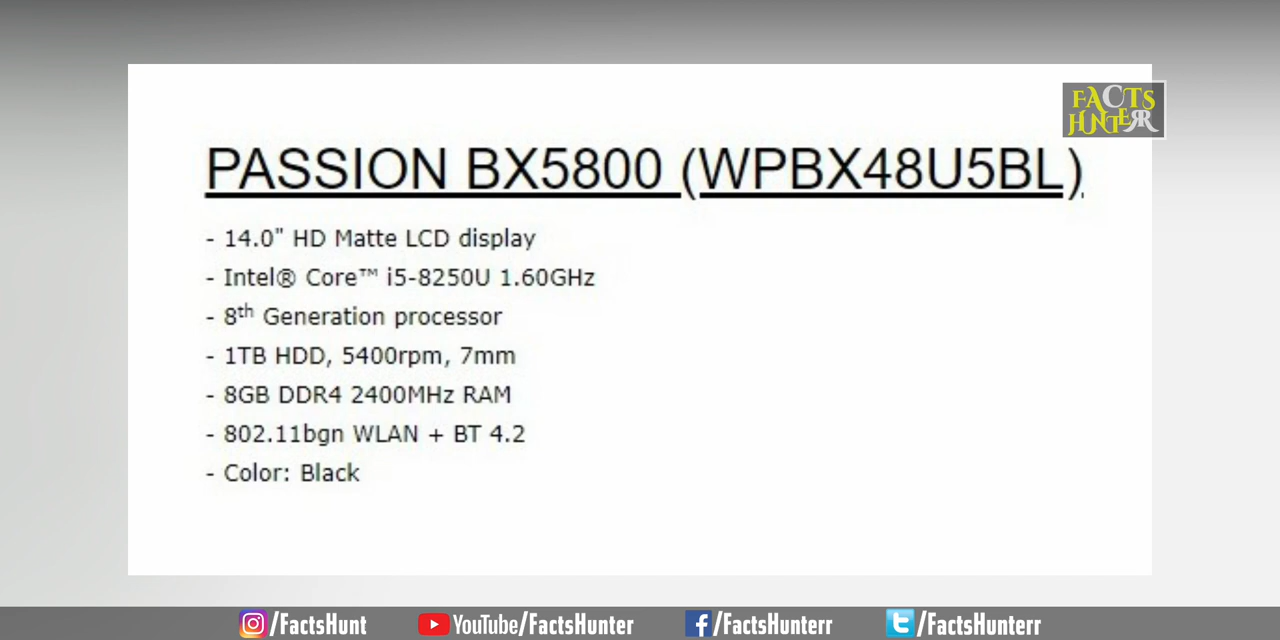 FACTS
HUNTERR
PASSION BX5800 (WPBX48U5BL)
- 14.0" HD Matte LCD display
- Intel® Core™ i5-8250U 1.60GHz
- 8th Generation processor
- 1TB HDD, 5400rpm, 7mm
- 8GB DDR4 2400MHz RAM
- 802.11bgn WLAN + BT 4.2
- Color: Black
/FactsHunt YouTube/FactsHunter /FactsHunterr /FactsHunterr